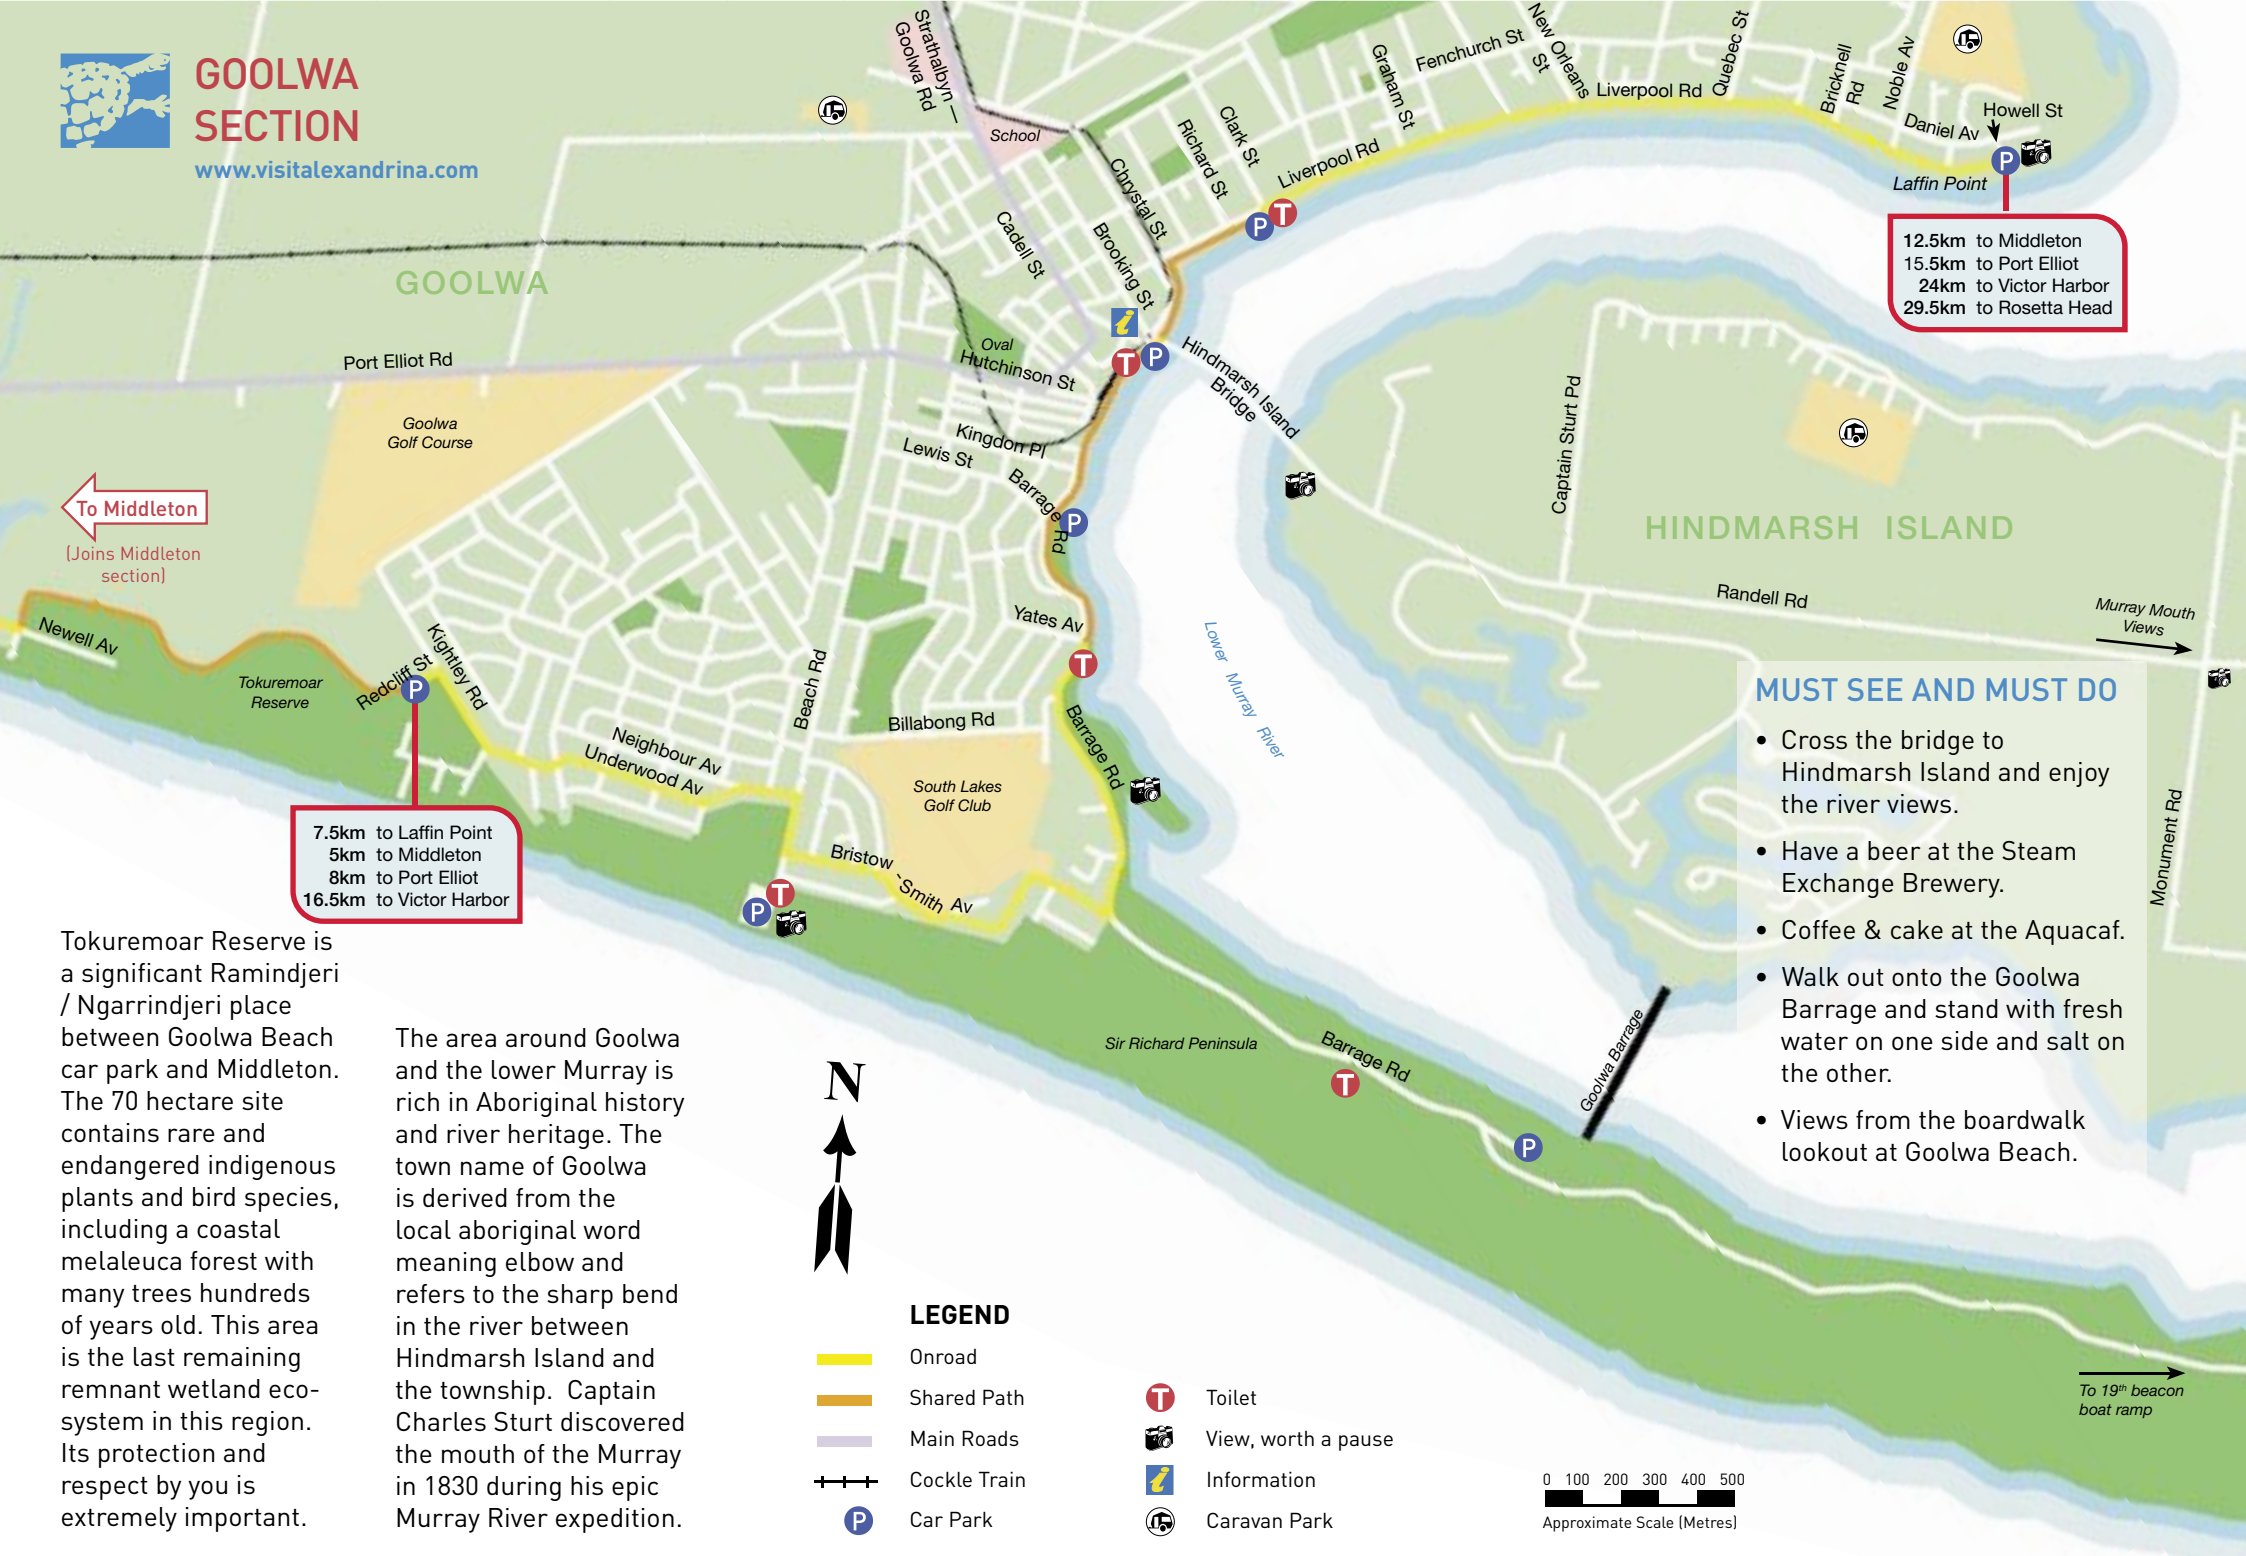 GOOLWA
SECTION
www.visitalexandrina.com
Strathalbyn –
Goolwa Rd
School
Cadell St
Chrystal St
Brooking St
Richard St
Clark St
Graham St
Fenchurch St
New Orleans
St
Liverpool Rd
Liverpool Rd
Quebec St
Bricknell
Rd
Noble Av
Daniel Av
Howell St
Laffin Point
12.5km to Middleton
15.5km to Port Elliot
24km to Victor Harbor
29.5km to Rosetta Head
GOOLWA
Port Elliot Rd
Oval
Hutchinson St
Hindmarsh Island
Bridge
Goolwa
Golf Course
Kingdon Pl
Lewis St
Barrage Rd
Captain Sturt Pd
HINDMARSH ISLAND
To Middleton
(Joins Middleton
section)
Newell Av
Tokuremoar
Reserve
Redcliff St
Kightley Rd
Yates Av
Lower Murray River
Randell Rd
Murray Mouth
Views
Beach Rd
Neighbour Av
Underwood Av
Billabong Rd
Barrage Rd
South Lakes
Golf Club
Bristow -Smith Av
Monument Rd
7.5km to Laffin Point
5km to Middleton
8km to Port Elliot
16.5km to Victor Harbor
MUST SEE AND MUST DO
• Cross the bridge to
Hindmarsh Island and enjoy
the river views.
• Have a beer at the Steam
Exchange Brewery.
• Coffee & cake at the Aquacaf.
• Walk out onto the Goolwa
Barrage and stand with fresh
water on one side and salt on
the other.
• Views from the boardwalk
lookout at Goolwa Beach.
Sir Richard Peninsula
Barrage Rd
Goolwa Barrage
To 19th beacon
boat ramp
Tokuremoar Reserve is
a significant Ramindjeri
/ Ngarrindjeri place
between Goolwa Beach
car park and Middleton.
The 70 hectare site
contains rare and
endangered indigenous
plants and bird species,
including a coastal
melaleuca forest with
many trees hundreds
of years old. This area
is the last remaining
remnant wetland eco-
system in this region.
Its protection and
respect by you is
extremely important.
The area around Goolwa
and the lower Murray is
rich in Aboriginal history
and river heritage. The
town name of Goolwa
is derived from the
local aboriginal word
meaning elbow and
refers to the sharp bend
in the river between
Hindmarsh Island and
the township. Captain
Charles Sturt discovered
the mouth of the Murray
in 1830 during his epic
Murray River expedition.
N
LEGEND
Onroad
Shared Path
Main Roads
Cockle Train
P Car Park
T Toilet
View, worth a pause
i Information
Caravan Park
0 100 200 300 400 500
Approximate Scale (Metres)